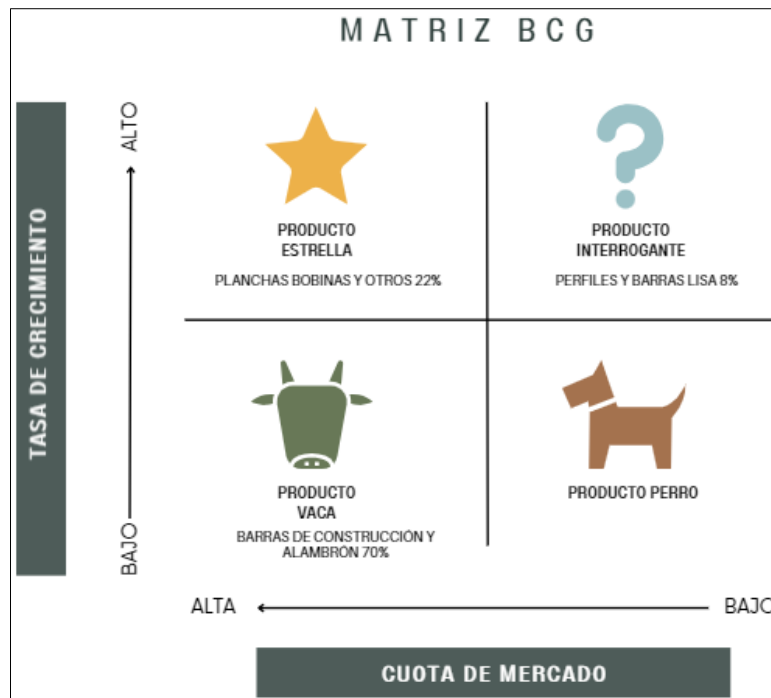 MATRIZ BCG
TASA DE CRECIMIENTO
ALTO
BAJO
PRODUCTO
ESTRELLA
PLANCHAS BOBINAS Y OTROS 22%
PRODUCTO
INTERROGANTE
PERFILES Y BARRAS LISA 8%
PRODUCTO
VACA
BARRAS DE CONSTRUCCIÓN Y
ALAMBRÓN 70%
PRODUCTO PERRO
ALTA
BAJO
CUOTA DE MERCADO